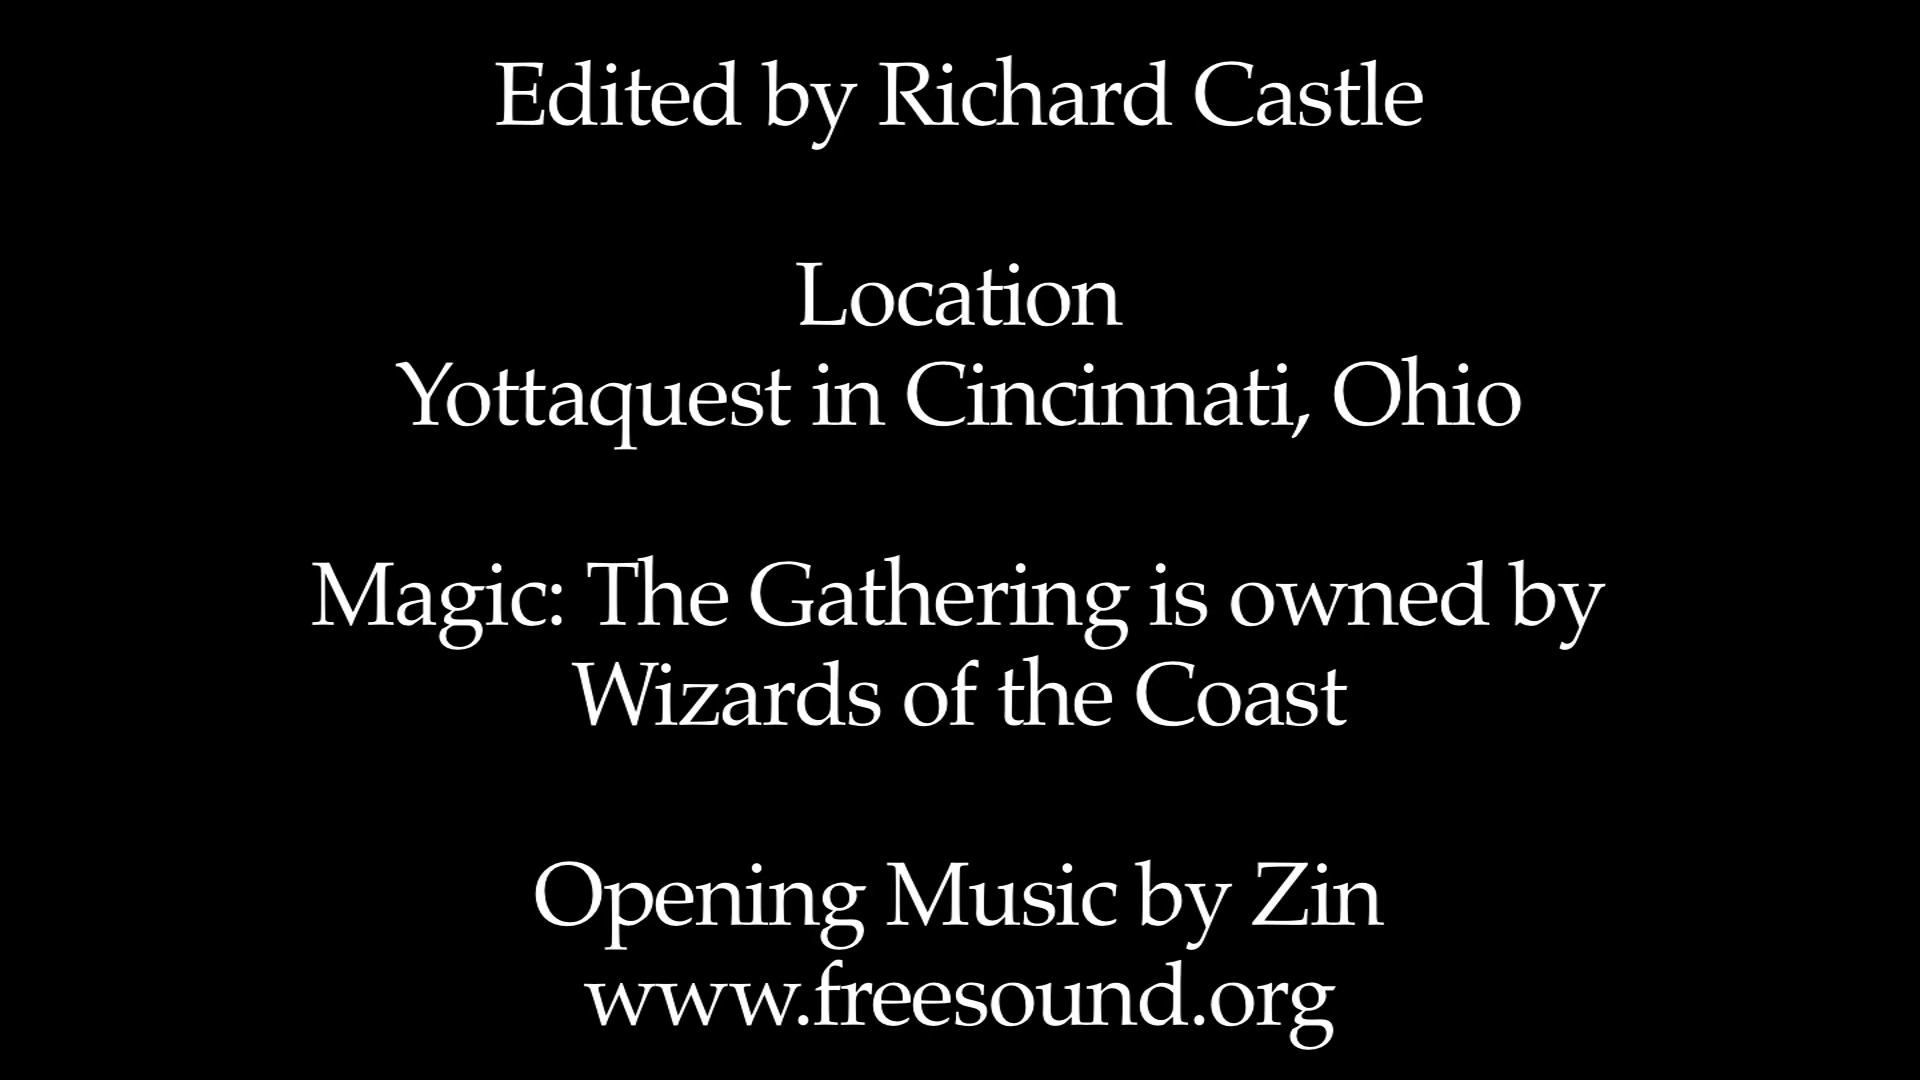 Edited by Richard Castle
Location
Yottaquest in Cincinnati, Ohio
Magic: The Gathering is owned by
Wizards of the Coast
Opening Music by Zin
www.freesound.org